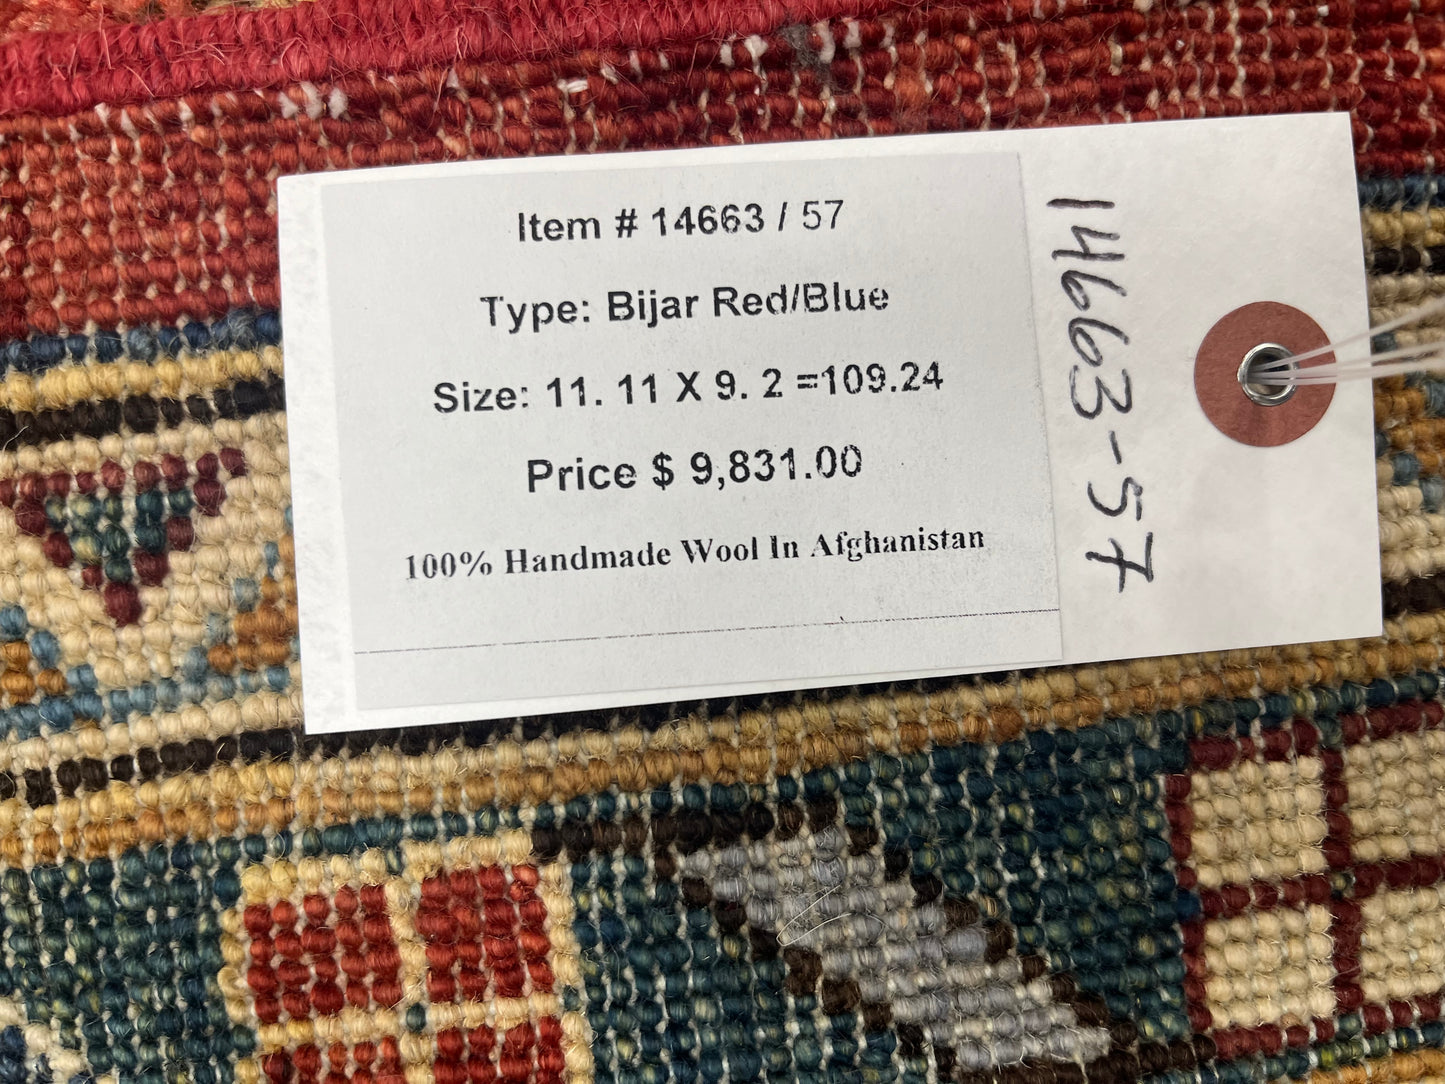 Item # 14663 / 57
Type: Bijar Red/Blue
Size: 11. 11 X 9. 2 =109.24
Price $ 9,831.00
100% Handmade Wool In Afghanistan
14663-57